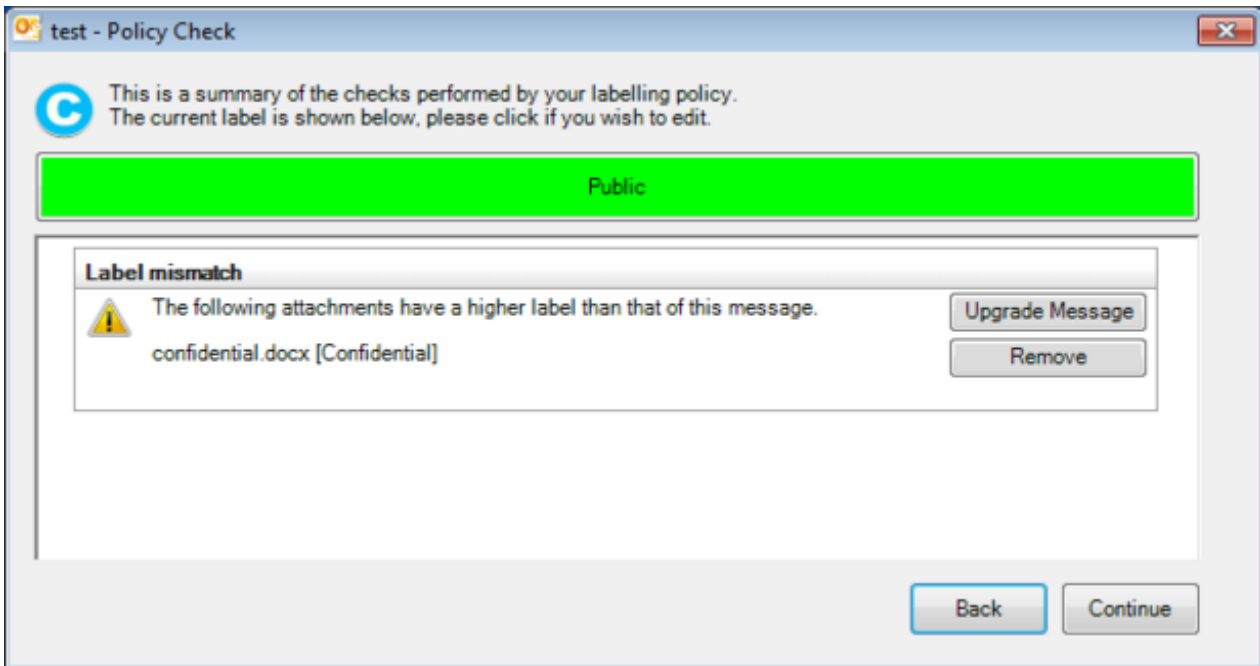 test - Policy Check
This is a summary of the checks performed by your labelling policy.
The current label is shown below, please click if you wish to edit.
Public
Label mismatch
The following attachments have a higher label than that of this message.
Upgrade Message
confidential.docx [Confidential]
Remove
Back
Continue